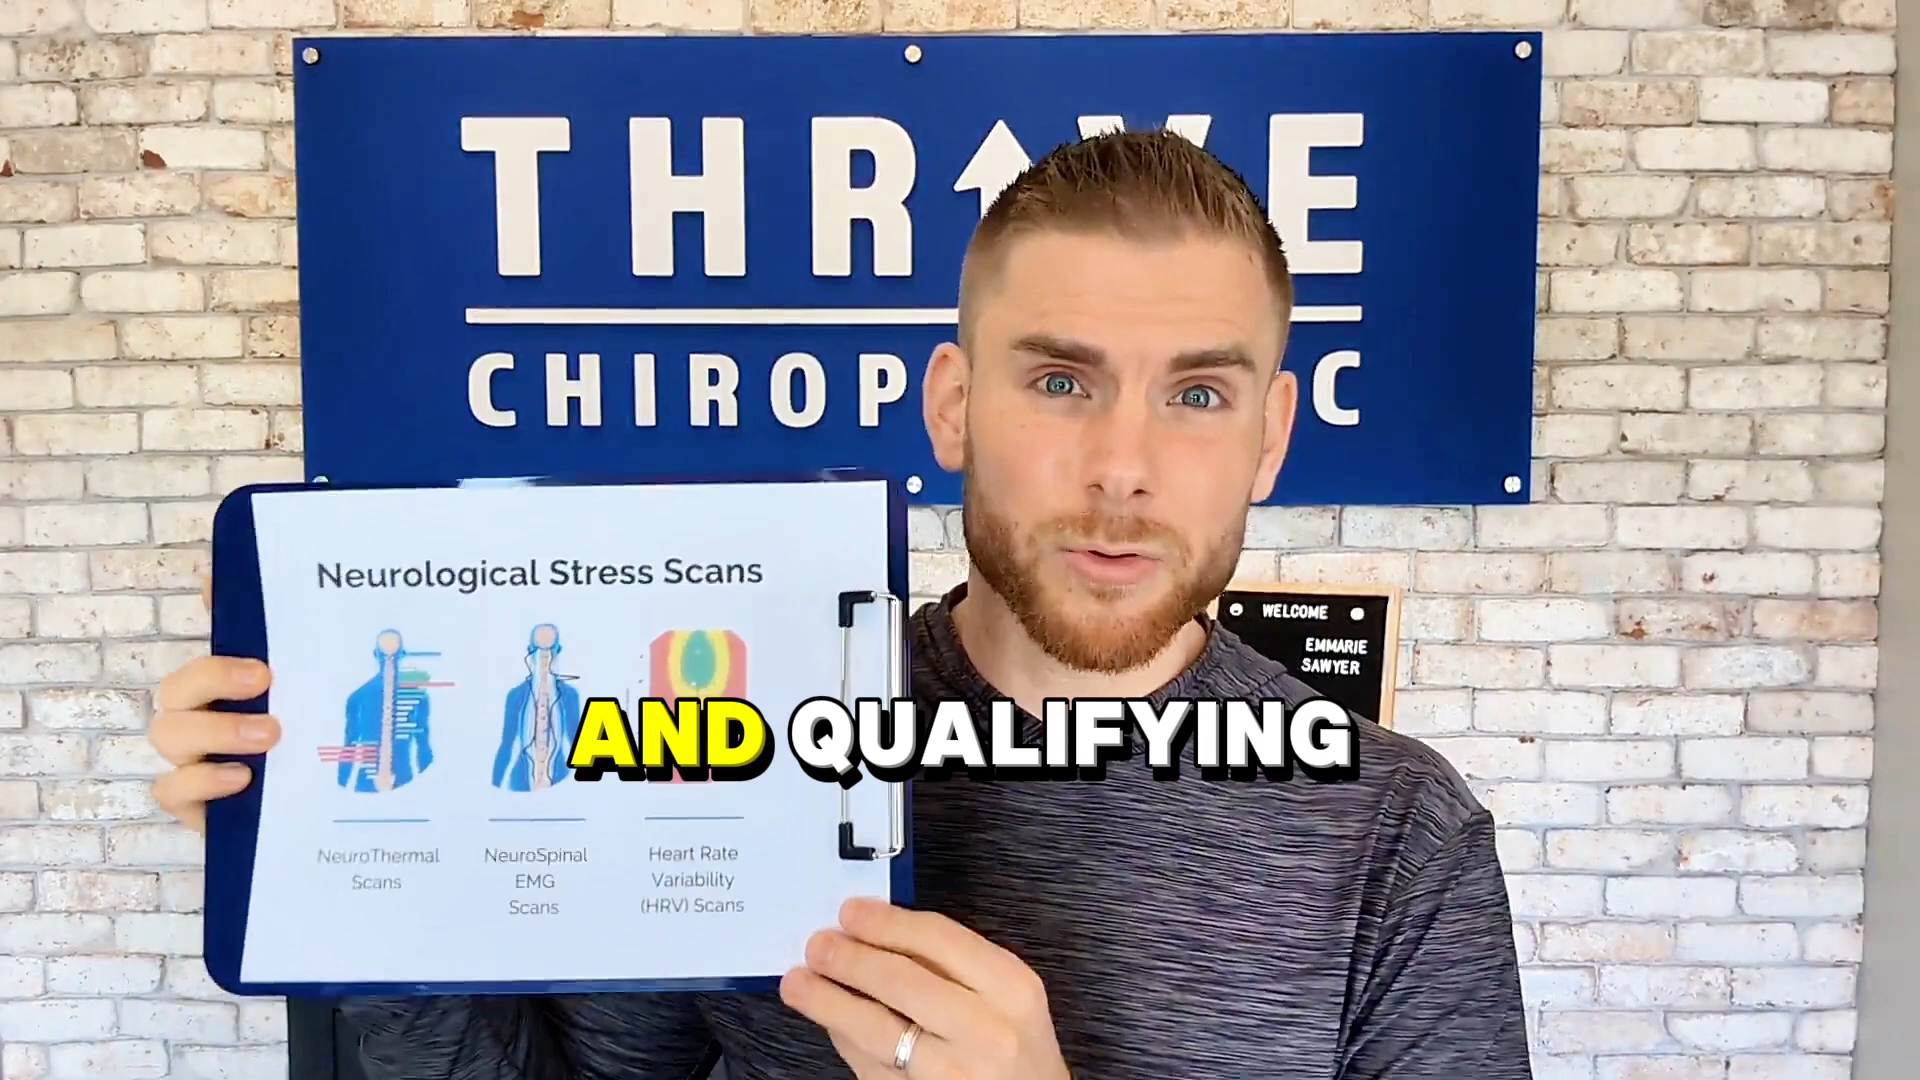 THR VE
CHIROP C
Neurological Stress Scans
NeuroThermal
Scans
NeuroSpinal
EMG
Scans
Heart Rate
Variability
(HRV) Scans
AND QUALIFYING
WELCOME
EMMARIE
SAWYER